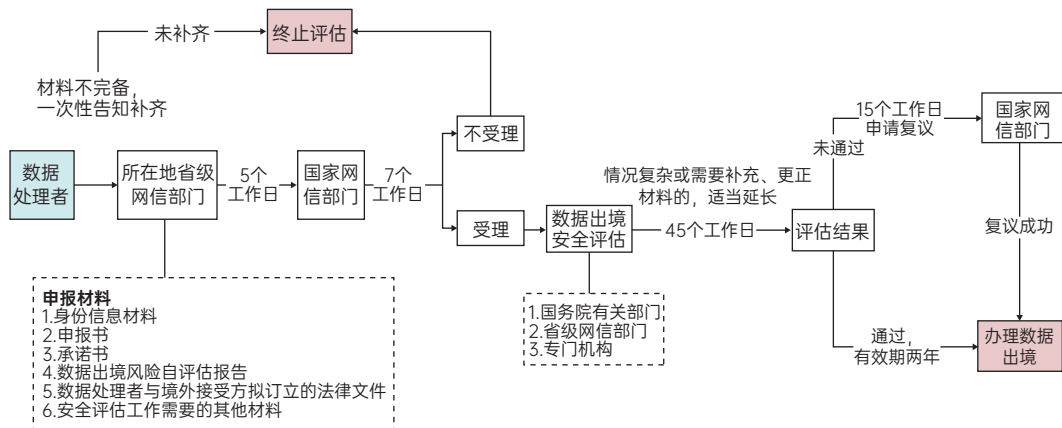 未补齐
终止评估
材料不完备，
一次性告知补齐
数据
处理者
所在地省级
网信部门
5个
工作日
国家网
信部门
7个
工作日
不受理
受理
数据出境
安全评估
情况复杂或需要补充、更正
材料的，适当延长
45个工作日
评估结果
未通过
15个工作日
申请复议
国家网
信部门
复议成功
通过，
有效期两年
办理数据
出境
申报材料
1.身份信息材料
2.申报书
3.承诺书
4.数据出境风险自评估报告
5.数据处理者与境外接受方拟订立的法律文件
6.安全评估工作需要的其他材料
1.国务院有关部门
2.省级网信部门
3.专门机构